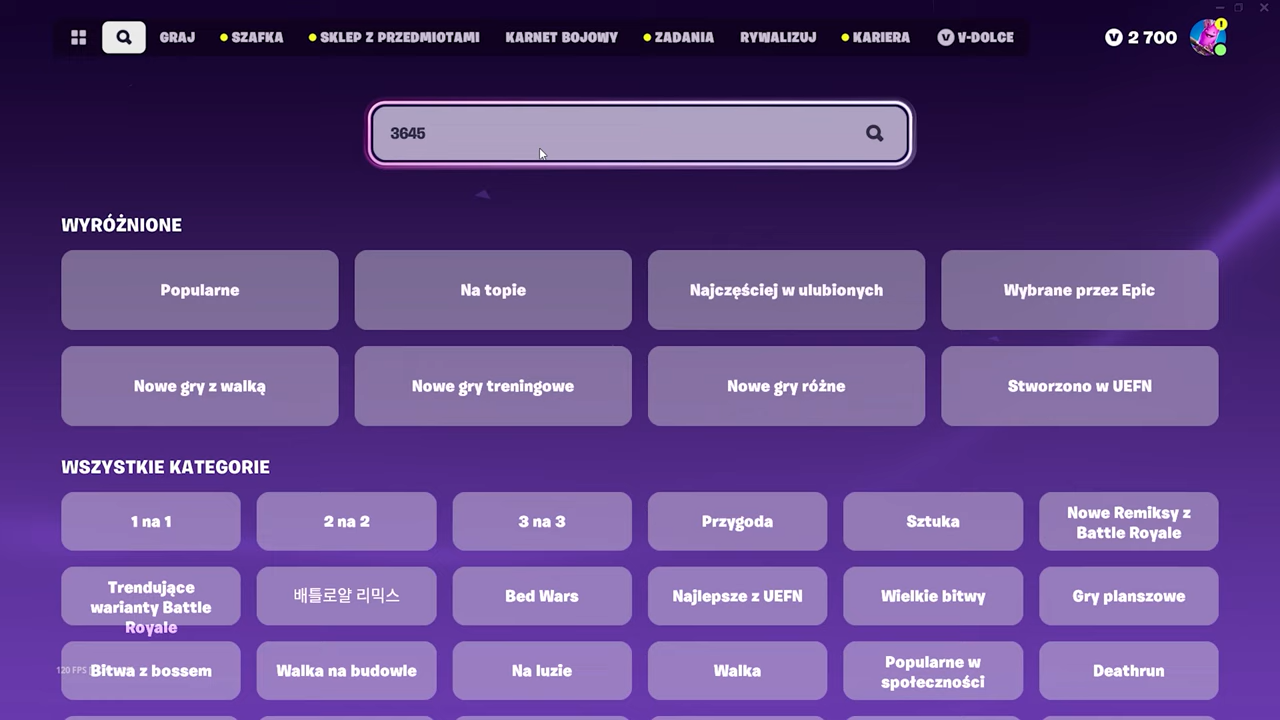 GRAJ SZAFKA SKLEP Z PRZEDMIOTAMI KARNET BOJOWY ZADANIA RYWALIZUJ KARIERA V-DOLCE 2 700
3645
WYRÓŻNIONE
Popularne Na topie Najczęściej w ulubionych Wybrane przez Epic
Nowe gry z walką Nowe gry treningowe Nowe gry różne Stworzono w UEFN
WSZYSTKIE KATEGORIE
1 na 1 2 na 2 3 na 3 Przygoda Sztuka Nowe Remiksy z
Battle Royale
Trendujące
warianty Battle
Royale
배틀로얄 리믹스 Bed Wars Najlepsze z UEFN Wielkie bitwy Gry planszowe
120 FPS
Bitwa z bossem Walka na budowle Na luzie Walka Popularne w
społeczności
Deathrun